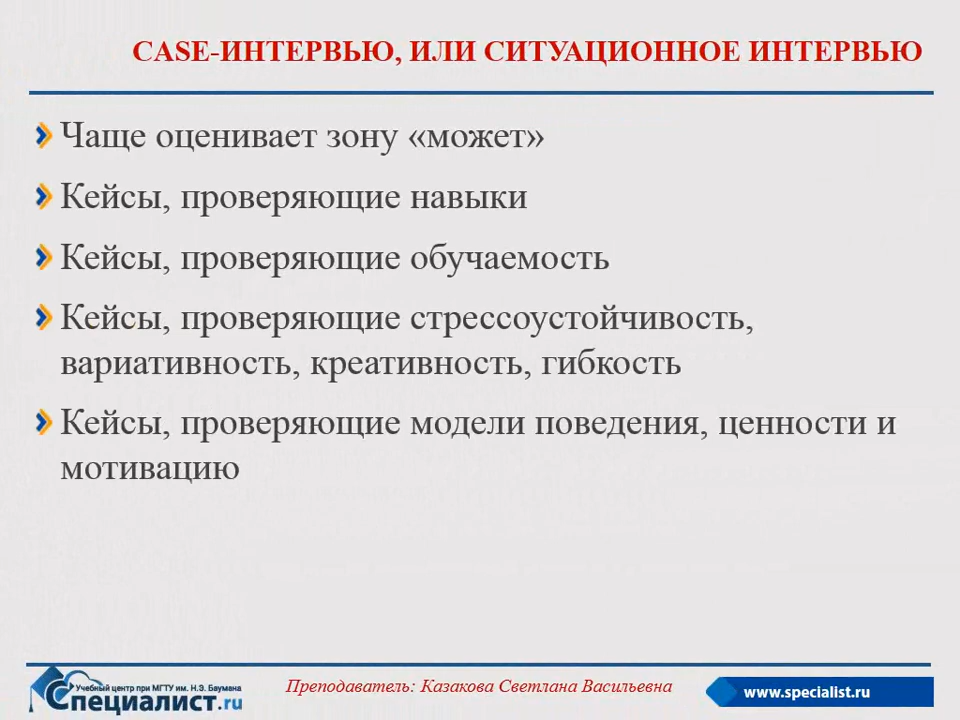 CASE-ИНТЕРВЬЮ, ИЛИ СИТУАЦИОННОЕ ИНТЕРВЬЮ
Чаще оценивает зону «может»
Кейсы, проверяющие навыки
Кейсы, проверяющие обучаемость
Кейсы, проверяющие стрессоустойчивость,
вариативность, креативность, гибкость
Кейсы, проверяющие модели поведения, ценности и
мотивацию
Учебный центр при МГТУ им. Н.Э. Баумана
Специалист.ru
Преподаватель: Казакова Светлана Васильевна
www.specialist.ru